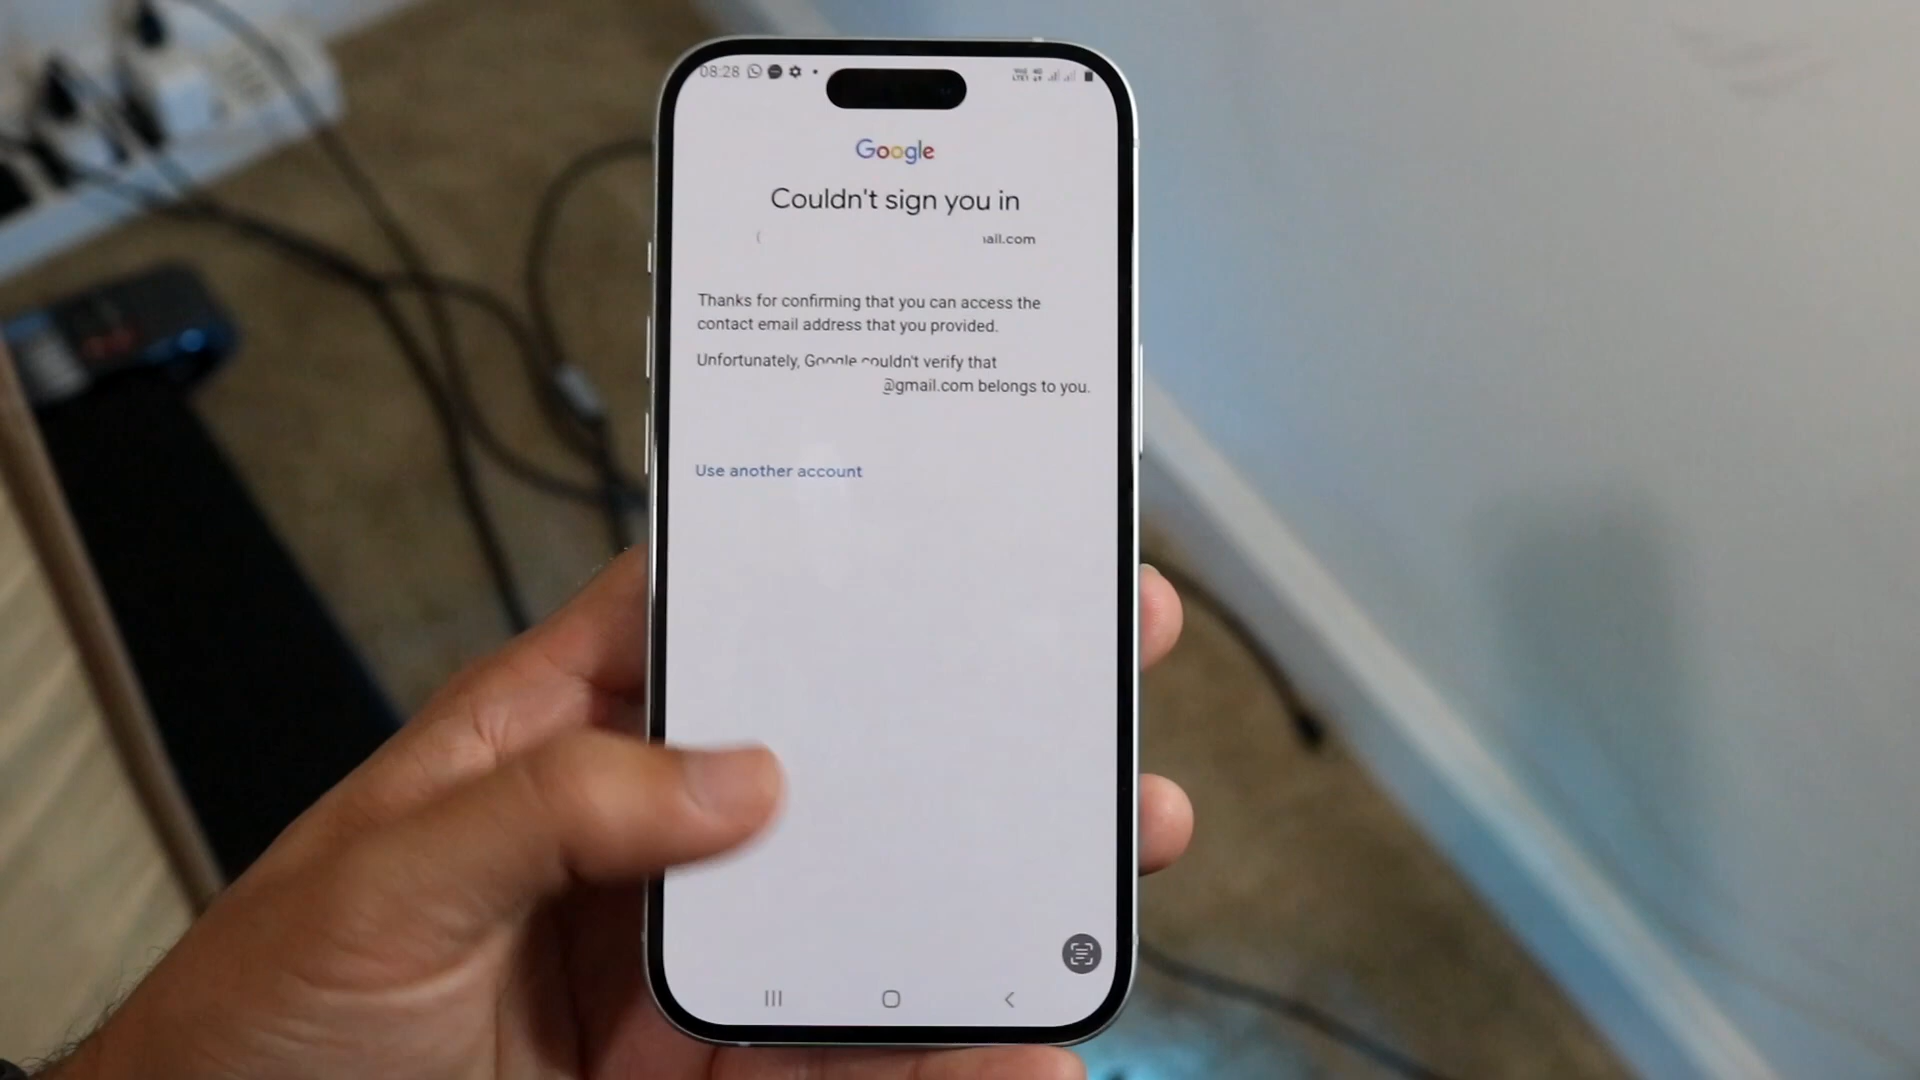 08:28
Google
Couldn't sign you in
ail.com
Thanks for confirming that you can access the
contact email address that you provided.
Unfortunately, Google couldn't verify that
@gmail.com belongs to you.
Use another account